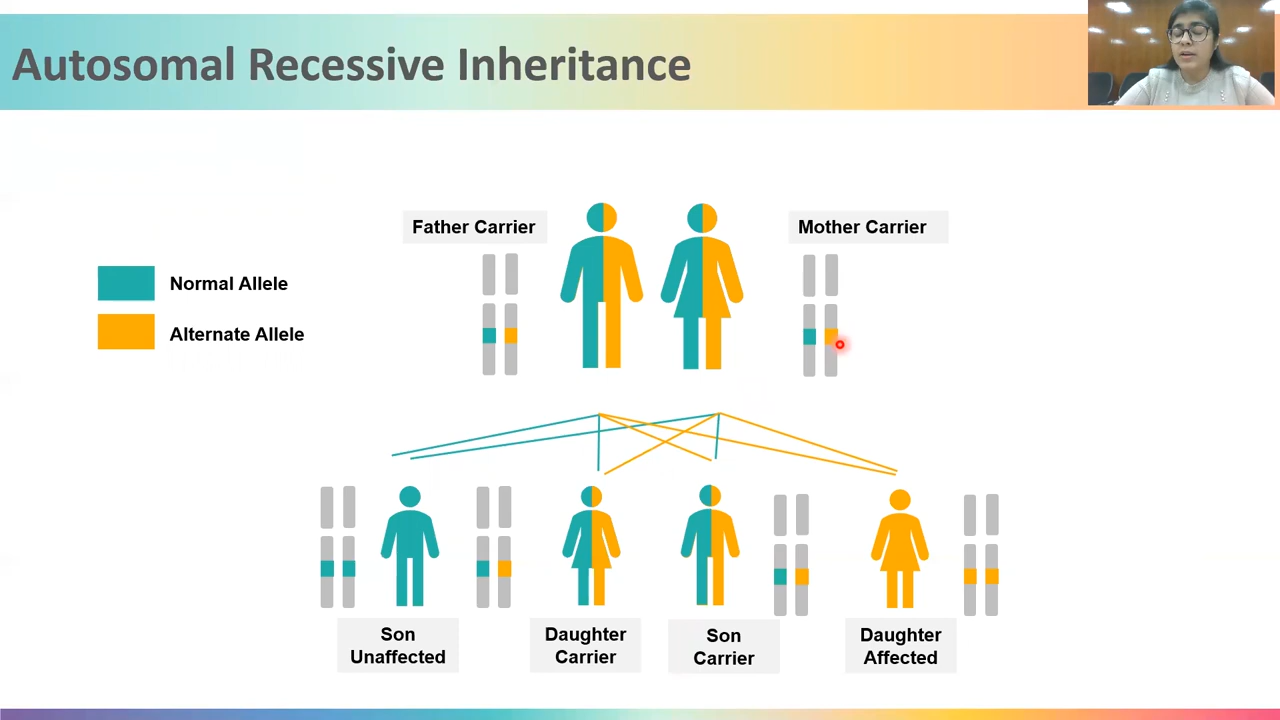 Autosomal Recessive Inheritance
Father Carrier
Mother Carrier
Normal Allele
Alternate Allele
Son
Unaffected
Daughter
Carrier
Son
Carrier
Daughter
Affected